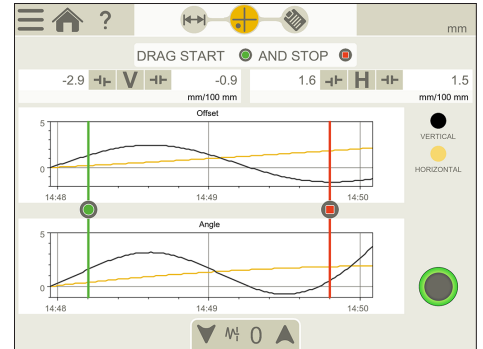 ?
mm
DRAG START AND STOP
-2.9 V -0.9
mm/100 mm
1.6 H 1.5
mm/100 mm
Offset
5
0
14:48 14:49 14:50
VERTICAL
HORIZONTAL
Angle
5
0
14:48 14:49 14:50
0